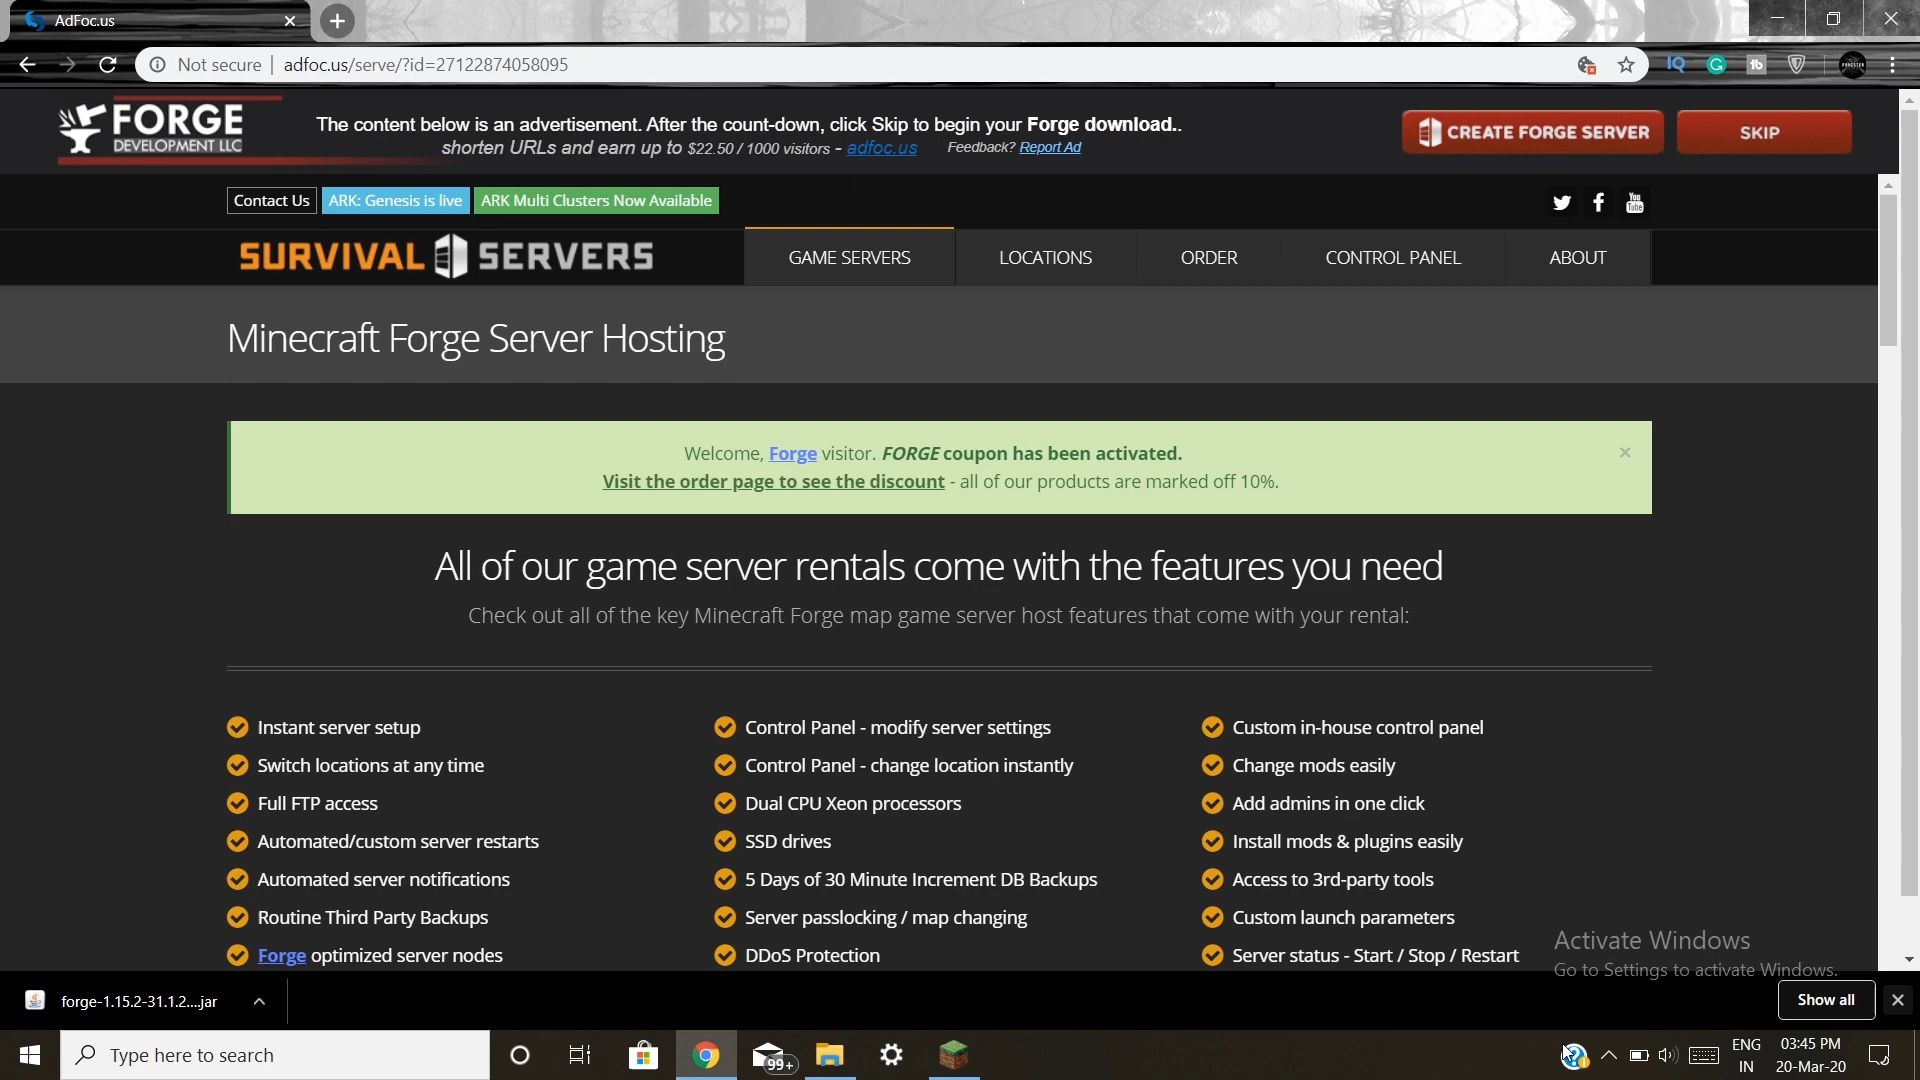 AdFoc.us
Not secure | adfoc.us/serve/?id=27122874058095
FORGE
DEVELOPMENT LLC
The content below is an advertisement. After the count-down, click Skip to begin your Forge download..
shorten URLs and earn up to $22.50 / 1000 visitors - adfoc.us Feedback? Report Ad
CREATE FORGE SERVER
SKIP
Contact Us
ARK: Genesis is live
ARK Multi Clusters Now Available
You Tube
SURVIVAL SERVERS
GAME SERVERS
LOCATIONS
ORDER
CONTROL PANEL
ABOUT
Minecraft Forge Server Hosting
Welcome, Forge visitor. FORGE coupon has been activated.
Visit the order page to see the discount - all of our products are marked off 10%.
All of our game server rentals come with the features you need
Check out all of the key Minecraft Forge map game server host features that come with your rental:
Instant server setup
Switch locations at any time
Full FTP access
Automated/custom server restarts
Automated server notifications
Routine Third Party Backups
Forge optimized server nodes
Control Panel - modify server settings
Control Panel - change location instantly
Dual CPU Xeon processors
SSD drives
5 Days of 30 Minute Increment DB Backups
Server passlocking / map changing
DDoS Protection
Custom in-house control panel
Change mods easily
Add admins in one click
Install mods & plugins easily
Access to 3rd-party tools
Custom launch parameters
Server status - Start / Stop / Restart
Activate Windows
Go to Settings to activate Windows.
forge-1.15.2-31.1.2....jar
Show all
Type here to search
99+
ENG
IN
03:45 PM
20-Mar-20